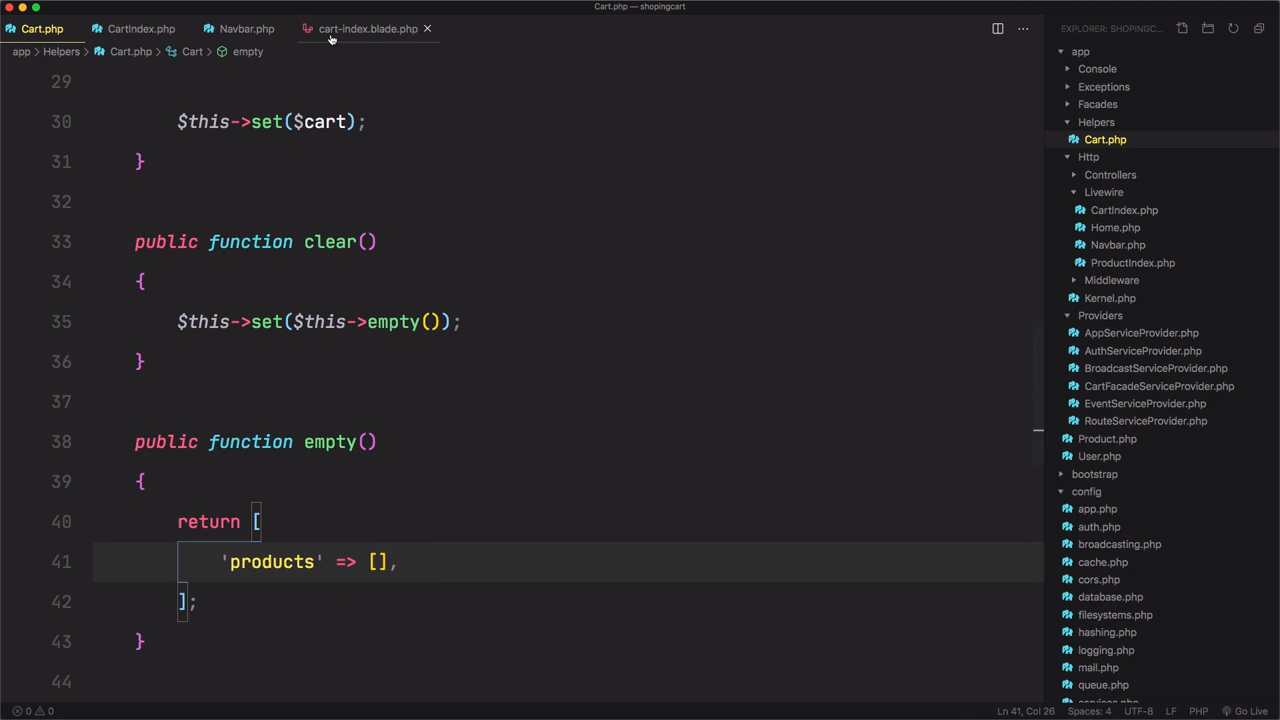 Cart.php — shopingcart
Cart.php
CartIndex.php
Navbar.php
cart-index.blade.php
app > Helpers > Cart.php > Cart > empty
29
30 $this->set($cart);
31 }
32
33 public function clear()
34 {
35 $this->set($this->empty());
36 }
37
38 public function empty()
39 {
40 return [
41 'products' => [],
42 ];
43 }
44
EXPLORER: SHOPINGC...
app
Console
Exceptions
Facades
Helpers
Cart.php
Http
Controllers
Livewire
CartIndex.php
Home.php
Navbar.php
ProductIndex.php
Middleware
Kernel.php
Providers
AppServiceProvider.php
AuthServiceProvider.php
BroadcastServiceProvider.php
CartFacadeServiceProvider.php
EventServiceProvider.php
RouteServiceProvider.php
Product.php
User.php
bootstrap
config
app.php
auth.php
broadcasting.php
cache.php
cors.php
database.php
filesystems.php
hashing.php
logging.php
mail.php
queue.php
services.php
0 0
Ln 41, Col 26 Spaces: 4 UTF-8 LF PHP Go Live